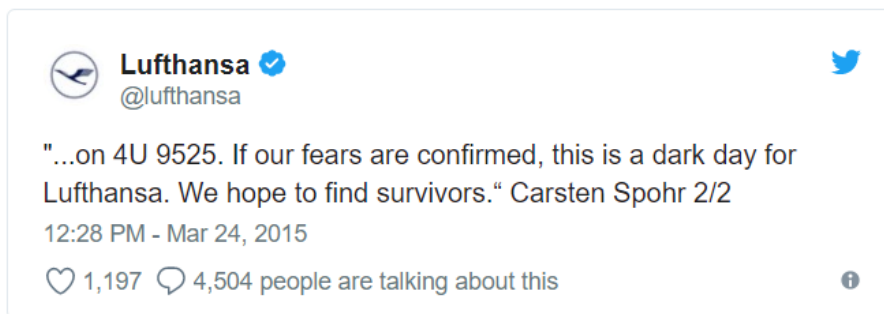 Lufthansa
@lufthansa
"...on 4U 9525. If our fears are confirmed, this is a dark day for
Lufthansa. We hope to find survivors.“ Carsten Spohr 2/2
12:28 PM - Mar 24, 2015
1,197 4,504 people are talking about this